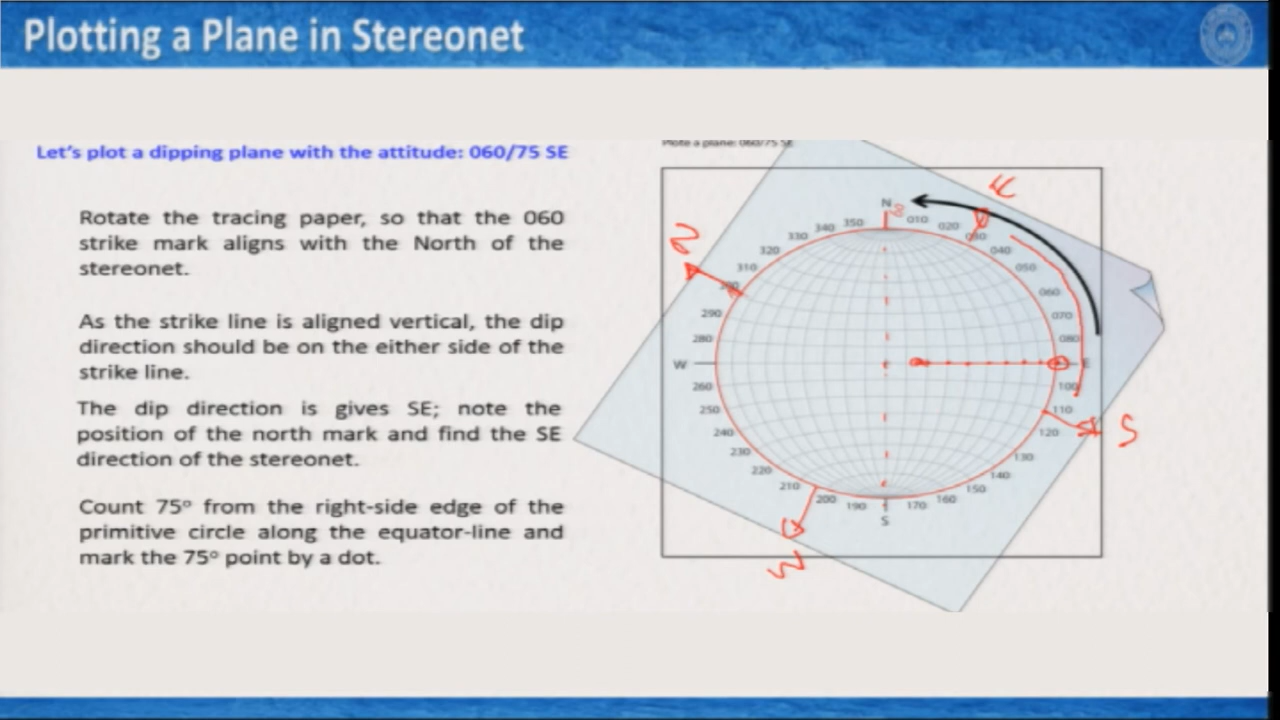 Plotting a Plane in Stereonet
Let's plot a dipping plane with the attitude: 060/75 SE
Plote a plane: 060/75 SE
Rotate the tracing paper, so that the 060
strike mark aligns with the North of the
stereonet.
As the strike line is aligned vertical, the dip
direction should be on the either side of the
strike line.
The dip direction is gives SE; note the
position of the north mark and find the SE
direction of the stereonet.
Count 75° from the right-side edge of the
primitive circle along the equator-line and
mark the 75° point by a dot.
N
010
020
030
040
050
060
070
080
E
100
110
120
130
140
150
160
170
S
190
200
210
220
230
240
250
260
W
280
290
310
320
330
340
350
N
E
S
W